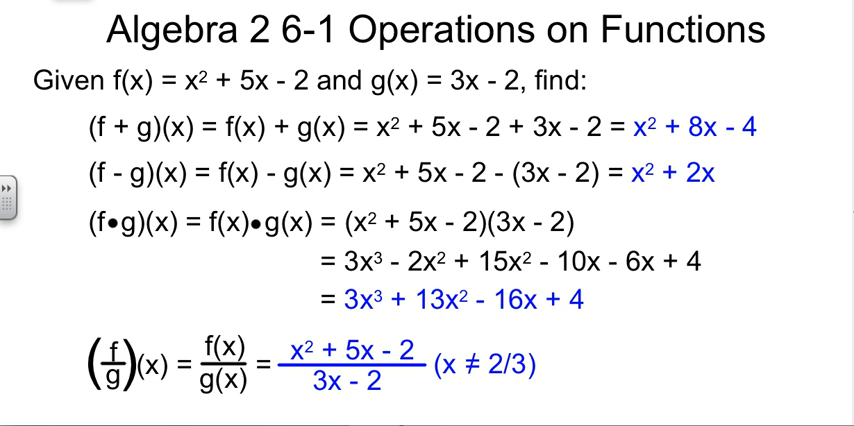 Algebra 2 6-1 Operations on Functions
Given f(x) = x² + 5x - 2 and g(x) = 3x - 2, find:
(f + g)(x) = f(x) + g(x) = x² + 5x - 2 + 3x - 2 = x² + 8x - 4
(f - g)(x) = f(x) - g(x) = x² + 5x - 2 - (3x - 2) = x² + 2x
(f•g)(x) = f(x)•g(x) = (x² + 5x - 2)(3x - 2)
= 3x³ - 2x² + 15x² - 10x - 6x + 4
= 3x³ + 13x² - 16x + 4
(f/g)(x) = f(x)/g(x) = (x² + 5x - 2)/(3x - 2) (x ≠ 2/3)